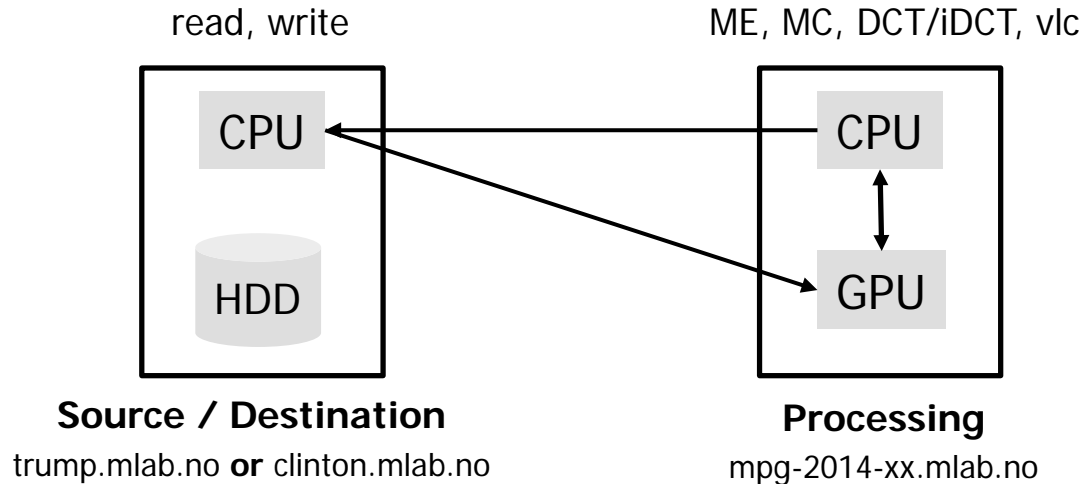 read, write
ME, MC, DCT/iDCT, vlc
CPU
CPU
HDD
GPU
Source / Destination
Processing
trump.mlab.no or clinton.mlab.no
mpg-2014-xx.mlab.no